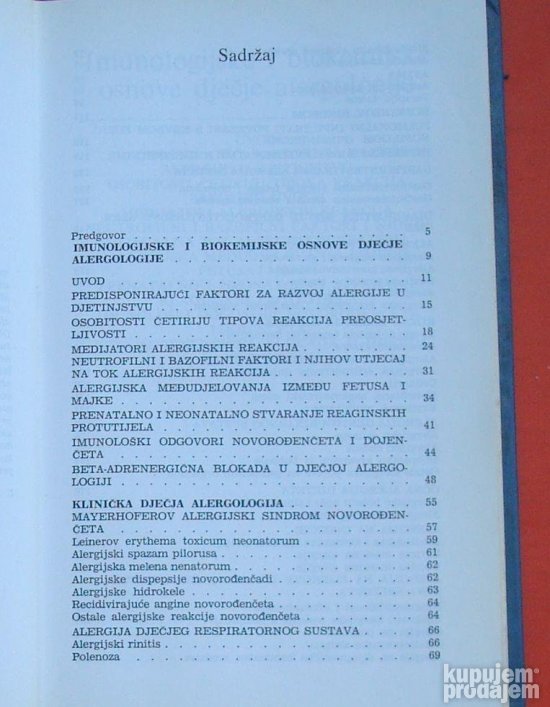 Sadržaj
Predgovor . . . . . . . . . . . . . . . . 5
IMUNOLOGIJSKE I BIOKEMIJSKE OSNOVE DJEČJE
ALERGOLOGIJE . . . . . . . . . . . . . 9
UVOD . . . . . . . . . . . . . . . . . 11
PREDISPONIRAJUĆI FAKTORI ZA RAZVOJ ALERGIJE U
DJETINJSTVU . . . . . . . . . . . . . . 15
OSOBITOSTI ČETIRIJU TIPOVA REAKCIJA PREOSJET-
LJIVOSTI . . . . . . . . . . . . . . . 18
MEDIJATORI ALERGIJSKIH REAKCIJA . . . . . . 24
NEUTROFILNI I BAZOFILNI FAKTORI I NJIHOV UTJECAJ
NA TOK ALERGIJSKIH REAKCIJA . . . . . . . 31
ALERGIJSKA MEĐUDJELOVANJA IZMEĐU FETUSA I
MAJKE . . . . . . . . . . . . . . . . 34
PRENATALNO I NEONATALNO STVARANJE REAGINSKIH
PROTUTIJELA . . . . . . . . . . . . . . 41
IMUNOLOŠKI ODGOVORI NOVOROĐENČETA I DOJEN-
ČETA . . . . . . . . . . . . . . . . . 44
BETA-ADRENERGIČNA BLOKADA U DJEČJOJ ALERGO-
LOGIJI . . . . . . . . . . . . . . . . 48
KLINIČKA DJEČJA ALERGOLOGIJA . . . . . . . 55
MAYERHOFEROV ALERGIJSKI SINDROM NOVOROĐEN-
ČETA . . . . . . . . . . . . . . . . . 57
Leinerov erythema toxicum neonatorum . . . . . . 59
Alergijski spazam pilorusa . . . . . . . . . . 61
Alergijska melena nenatorum . . . . . . . . . 62
Alergijske dispepsije novorođenčadi . . . . . . . 62
Alergijske hidrokele . . . . . . . . . . . . 63
Recidivirajuće angine novorođenčeta . . . . . . . 64
Ostale alergijske reakcije novorođenčeta . . . . . . 64
ALERGIJA DJEČJEG RESPIRATORNOG SUSTAVA . . . . 66
Alergijski rinitis . . . . . . . . . . . . . 66
Polenoza . . . . . . . . . . . . . . . . 69
kupujem
prodajem